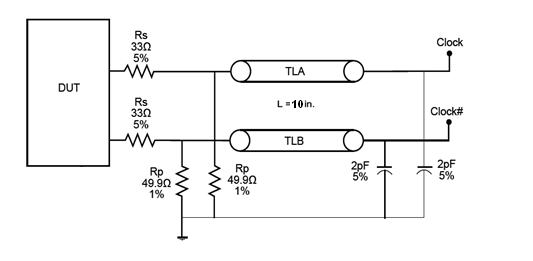 Rs
33Ω
5%
Clock
TLA
DUT
L = 10 in.
Rs
33Ω
5%
Clock#
TLB
Rp
49.9Ω
1%
Rp
49.9Ω
1%
2pF
5%
2pF
5%